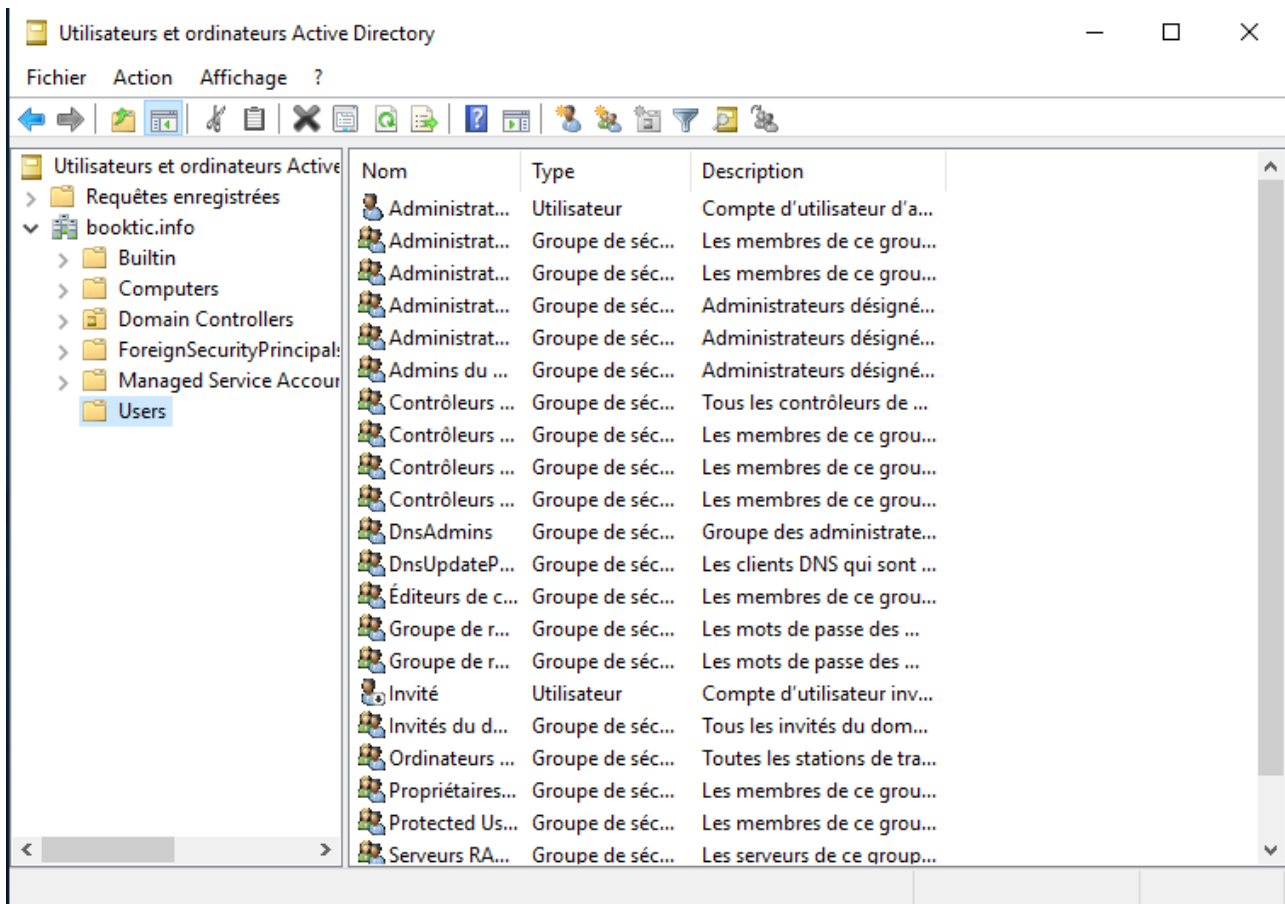 Utilisateurs et ordinateurs Active Directory
Fichier Action Affichage ?
Utilisateurs et ordinateurs Active
Requêtes enregistrées
booktic.info
Builtin
Computers
Domain Controllers
ForeignSecurityPrincipals
Managed Service Accour
Users
Nom Type Description
Administrat... Utilisateur Compte d'utilisateur d'a...
Administrat... Groupe de séc... Les membres de ce grou...
Administrat... Groupe de séc... Les membres de ce grou...
Administrat... Groupe de séc... Administrateurs désigné...
Administrat... Groupe de séc... Administrateurs désigné...
Admins du ... Groupe de séc... Administrateurs désigné...
Contrôleurs ... Groupe de séc... Tous les contrôleurs de ...
Contrôleurs ... Groupe de séc... Les membres de ce grou...
Contrôleurs ... Groupe de séc... Les membres de ce grou...
Contrôleurs ... Groupe de séc... Les membres de ce grou...
DnsAdmins Groupe de séc... Groupe des administrate...
DnsUpdateP... Groupe de séc... Les clients DNS qui sont ...
Éditeurs de c... Groupe de séc... Les membres de ce grou...
Groupe de r... Groupe de séc... Les mots de passe des ...
Groupe de r... Groupe de séc... Les mots de passe des ...
Invité Utilisateur Compte d'utilisateur inv...
Invités du d... Groupe de séc... Tous les invités du dom...
Ordinateurs ... Groupe de séc... Toutes les stations de tra...
Propriétaires... Groupe de séc... Les membres de ce grou...
Protected Us... Groupe de séc... Les membres de ce grou...
Serveurs RA... Groupe de séc... Les serveurs de ce group...